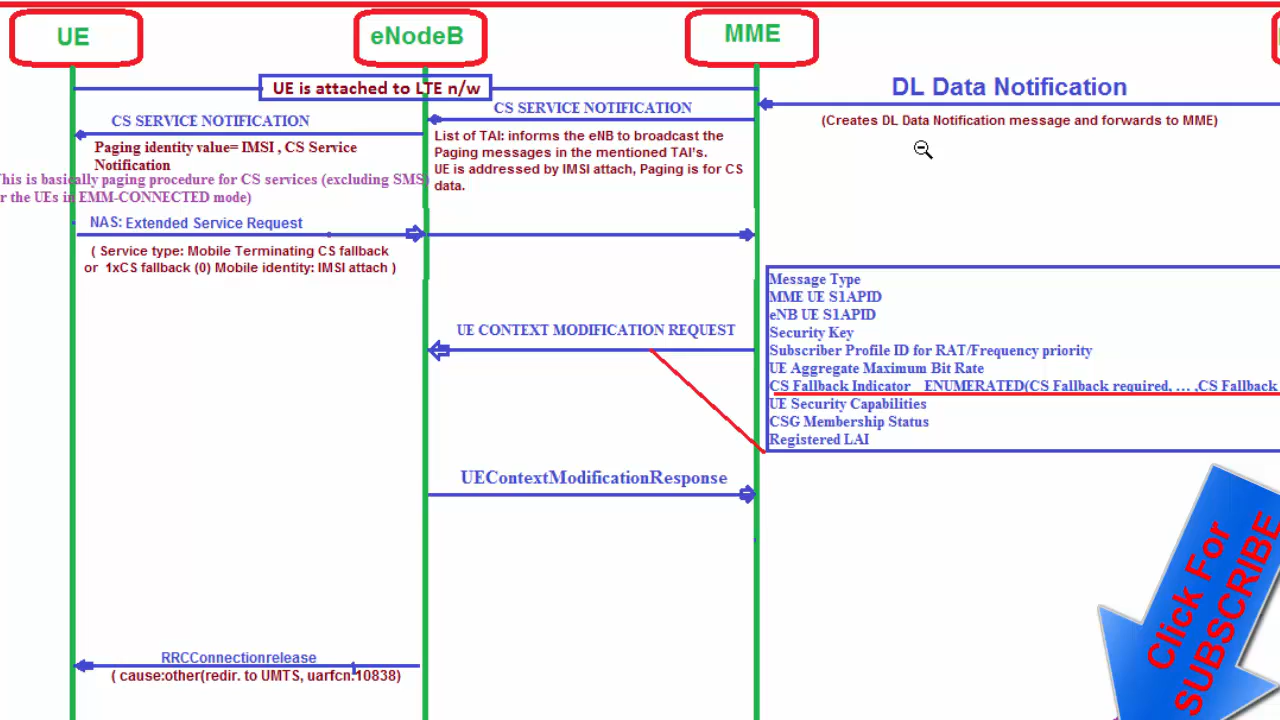 UE
eNodeB
MME
UE is attached to LTE n/w
DL Data Notification
CS SERVICE NOTIFICATION
CS SERVICE NOTIFICATION
(Creates DL Data Notification message and forwards to MME)
List of TAI: informs the eNB to broadcast the
Paging messages in the mentioned TAI's.
UE is addressed by IMSI attach, Paging is for CS
data.
Paging identity value= IMSI , CS Service
Notification
his is basically paging procedure for CS services (excluding SMS)
r the UEs in EMM-CONNECTED mode)
NAS: Extended Service Request
( Service type: Mobile Terminating CS fallback
or 1xCS fallback (0) Mobile identity: IMSI attach )
Message Type
MME UE S1APID
eNB UE S1APID
Security Key
Subscriber Profile ID for RAT/Frequency priority
UE Aggregate Maximum Bit Rate
CS Fallback Indicator ENUMERATED(CS Fallback required, … ,CS Fallback
UE Security Capabilities
CSG Membership Status
Registered LAI
UE CONTEXT MODIFICATION REQUEST
UEContextModificationResponse
RRCConnectionrelease
( cause:other(redir. to UMTS, uarfcn:10838)
Click For
SUBSCRIBE